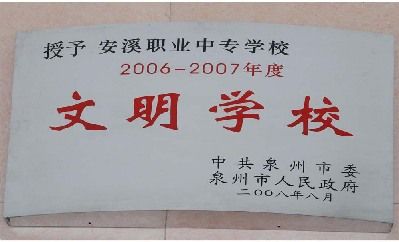 授予 安溪职业中专学校
2006-2007年度
文明学校
中共泉州市委
泉州市人民政府
二〇〇八年八月